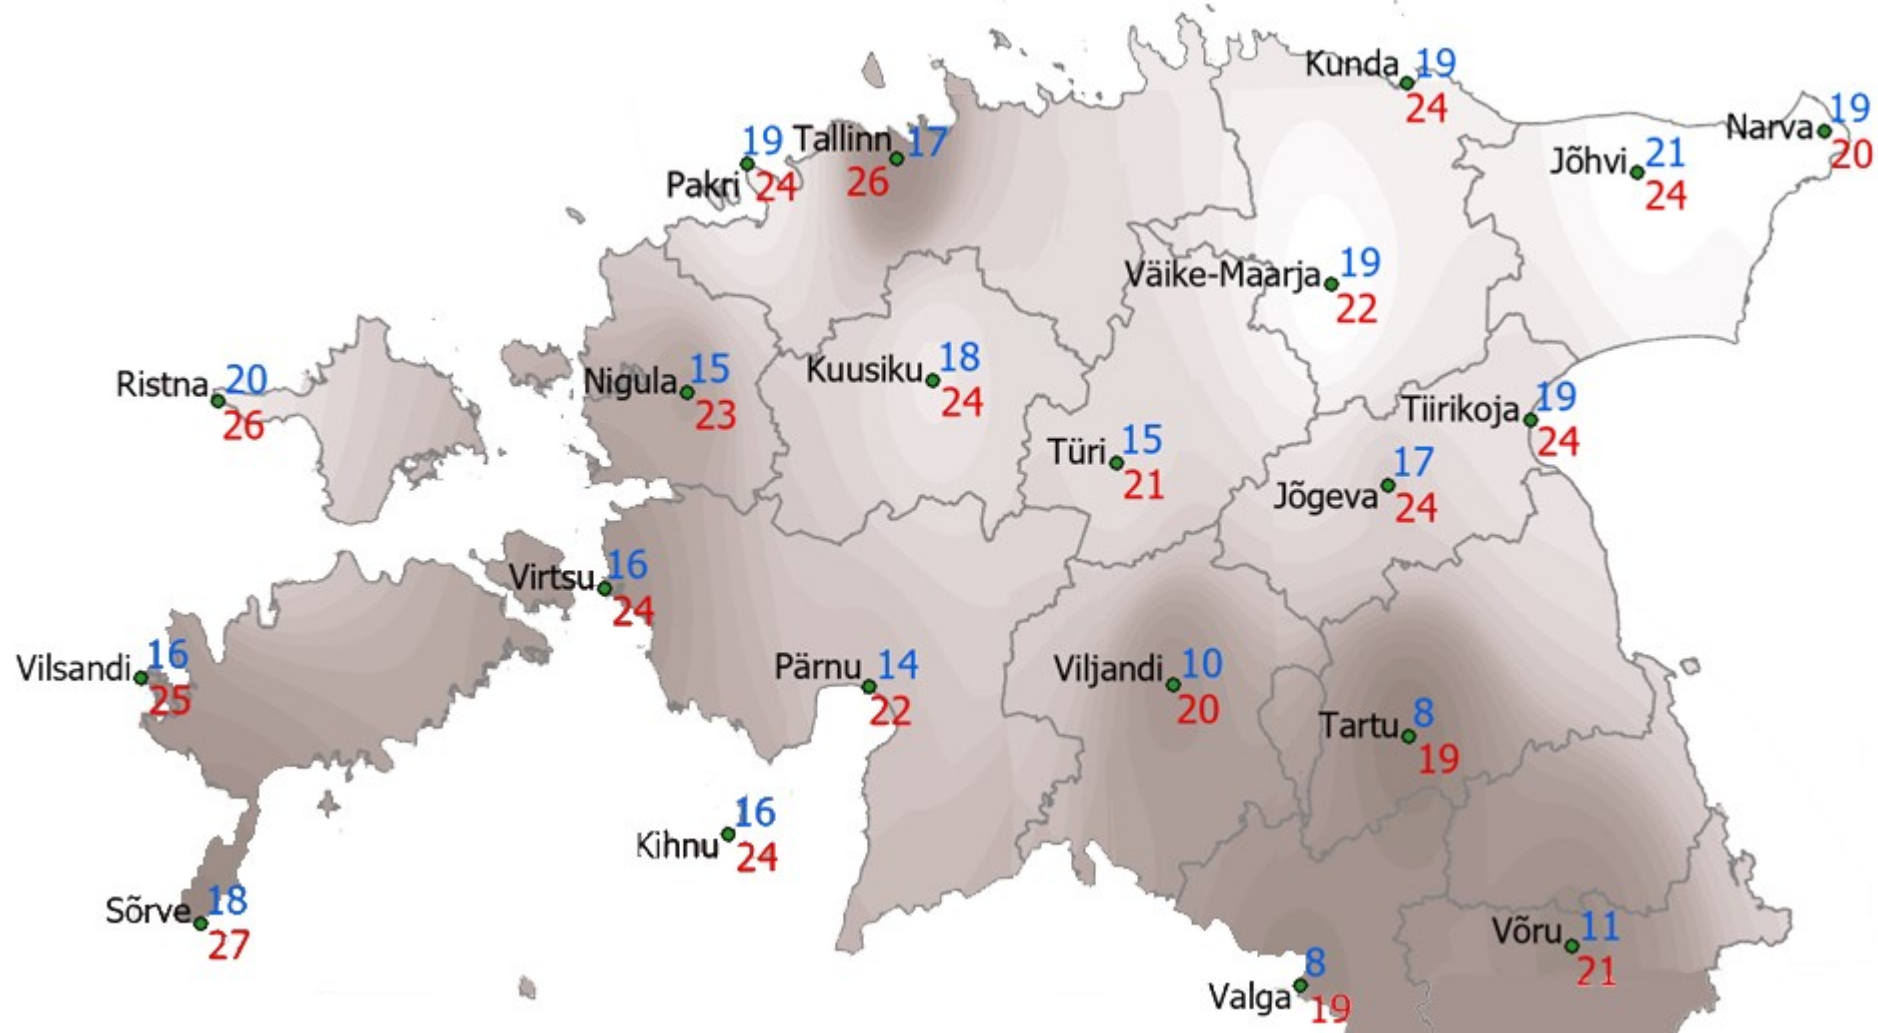 Kunda 19
24
Narva 19
20
19
Pakri 24
Tallinn 17
26
Jõhvi 21
24
Väike-Maarja 19
22
Ristna 20
26
Nigula 15
23
Kuusiku 18
24
Tiirikoja 19
24
Türi 15
21
Jõgeva 17
24
Virtsu 16
24
Vilsandi 16
25
Pärnu 14
22
Viljandi 10
20
Tartu 8
19
Kihnu 16
24
Sõrve 18
27
Võru 11
21
Valga 8
19